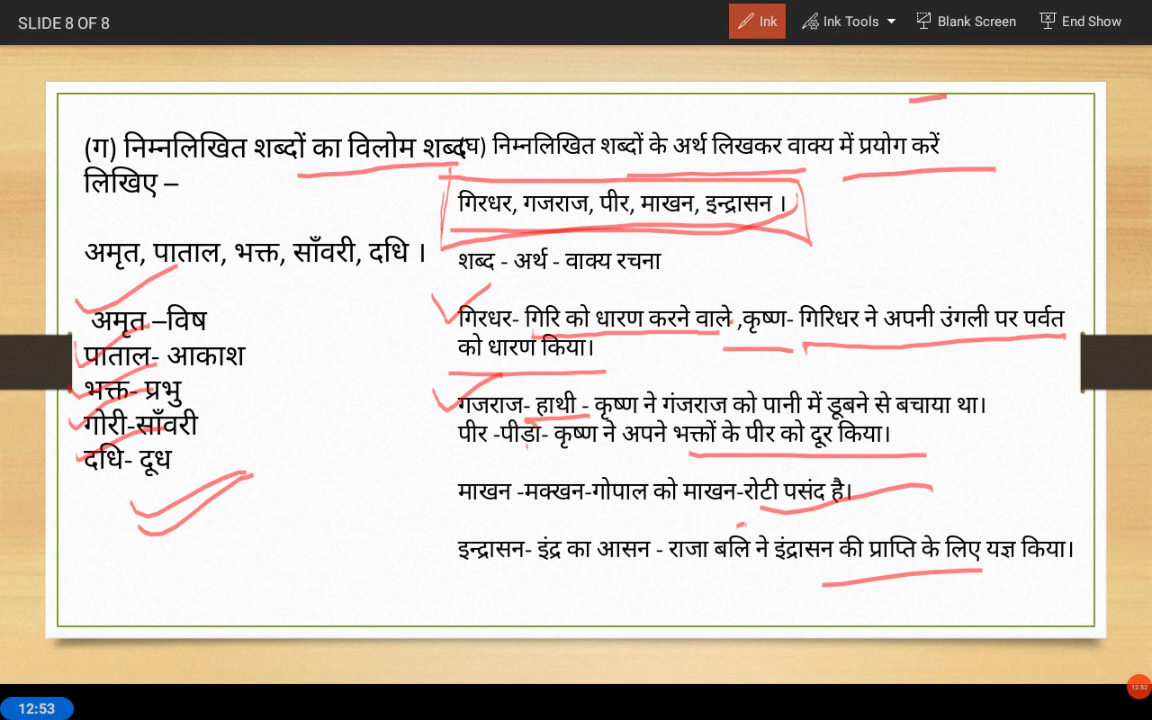 SLIDE 8 OF 8
Ink
Ink Tools
Blank Screen
End Show
(ग) निम्नलिखित शब्दों का विलोम शब्द
लिखिए –
अमृत, पाताल, भक्त, साँवरी, दधि ।
अमृत –विष
पाताल- आकाश
भक्त- प्रभु
गोरी-साँवरी
दधि- दूध
(घ) निम्नलिखित शब्दों के अर्थ लिखकर वाक्य में प्रयोग करें
गिरधर, गजराज, पीर, माखन, इन्द्रासन ।
शब्द - अर्थ - वाक्य रचना
गिरधर- गिरि को धारण करने वाले ,कृष्ण- गिरिधर ने अपनी उंगली पर पर्वत
को धारण किया।
गजराज- हाथी - कृष्ण ने गंजराज को पानी में डूबने से बचाया था।
पीर -पीड़ा- कृष्ण ने अपने भक्तों के पीर को दूर किया।
माखन -मक्खन-गोपाल को माखन-रोटी पसंद है।
इन्द्रासन- इंद्र का आसन - राजा बलि ने इंद्रासन की प्राप्ति के लिए यज्ञ किया।
12:53
12:52